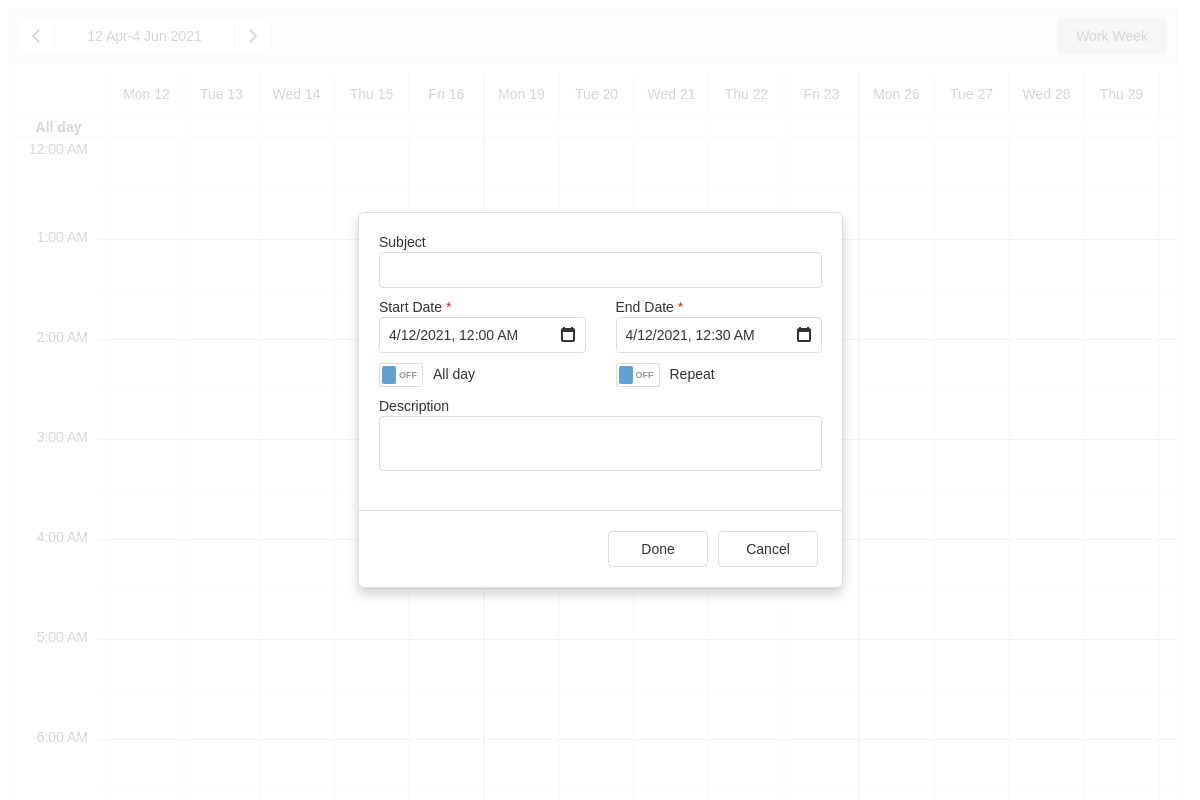 12 Apr-4 Jun 2021
Work Week
Mon 12 Tue 13 Wed 14 Thu 15 Fri 16 Mon 19 Tue 20 Wed 21 Thu 22 Fri 23 Mon 26 Tue 27 Wed 28 Thu 29
All day
12:00 AM
1:00 AM
2:00 AM
3:00 AM
4:00 AM
5:00 AM
6:00 AM
Subject
Start Date * End Date *
4/12/2021, 12:00 AM 4/12/2021, 12:30 AM
OFF All day OFF Repeat
Description
Done Cancel